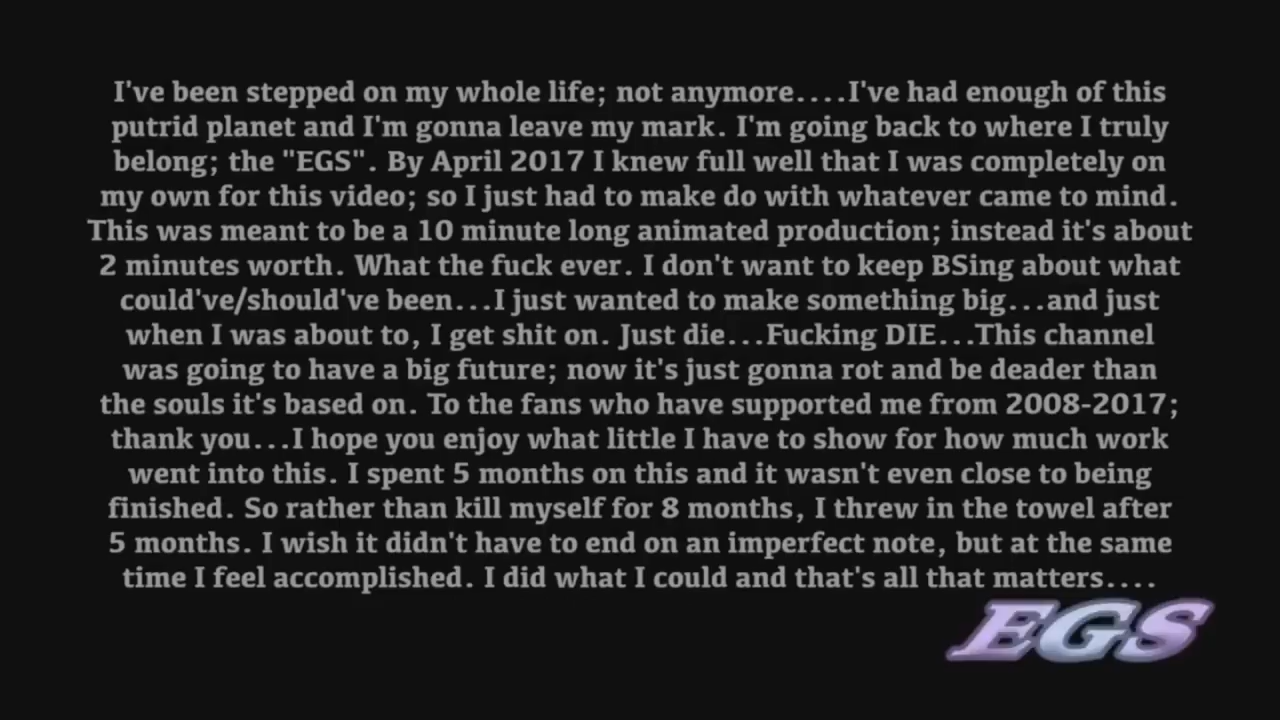 I've been stepped on my whole life; not anymore....I've had enough of this
putrid planet and I'm gonna leave my mark. I'm going back to where I truly
belong; the "EGS". By April 2017 I knew full well that I was completely on
my own for this video; so I just had to make do with whatever came to mind.
This was meant to be a 10 minute long animated production; instead it's about
2 minutes worth. What the fuck ever. I don't want to keep BSing about what
could've/should've been...I just wanted to make something big...and just
when I was about to, I get shit on. Just die...Fucking DIE...This channel
was going to have a big future; now it's just gonna rot and be deader than
the souls it's based on. To the fans who have supported me from 2008-2017;
thank you...I hope you enjoy what little I have to show for how much work
went into this. I spent 5 months on this and it wasn't even close to being
finished. So rather than kill myself for 8 months, I threw in the towel after
5 months. I wish it didn't have to end on an imperfect note, but at the same
time I feel accomplished. I did what I could and that's all that matters....
EGS